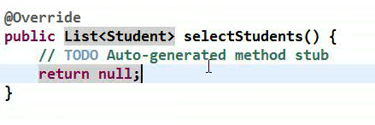 @Override
public List<Student> selectStudents() {
// TODO Auto-generated method stub
return null;
}